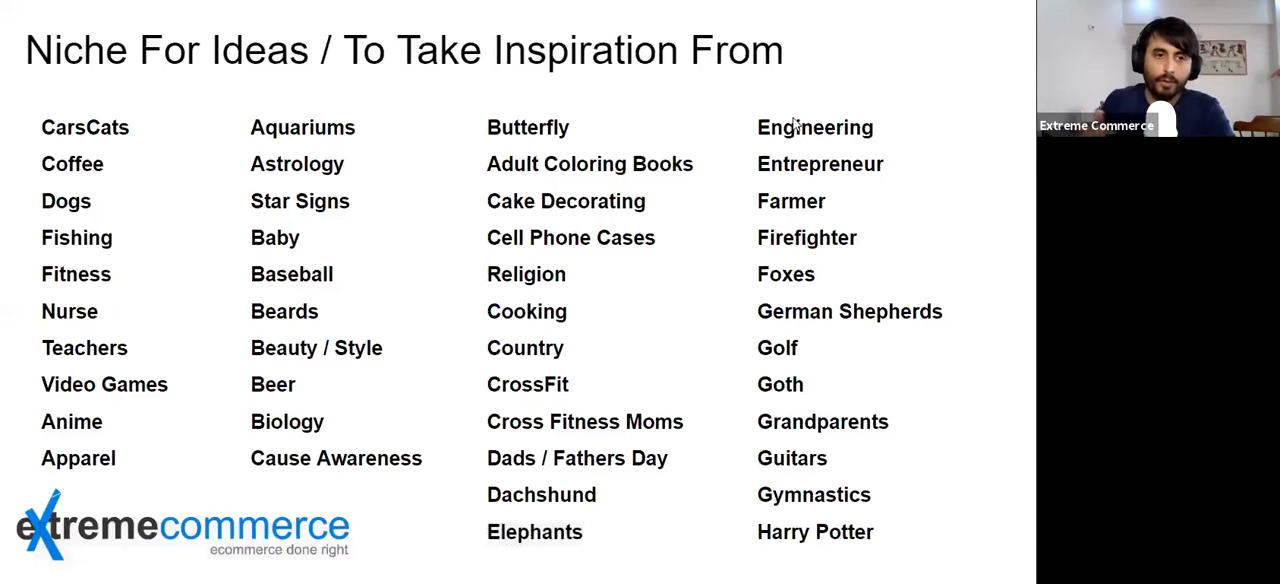 Niche For Ideas / To Take Inspiration From
CarsCats
Coffee
Dogs
Fishing
Fitness
Nurse
Teachers
Video Games
Anime
Apparel
Aquariums
Astrology
Star Signs
Baby
Baseball
Beards
Beauty / Style
Beer
Biology
Cause Awareness
Butterfly
Adult Coloring Books
Cake Decorating
Cell Phone Cases
Religion
Cooking
Country
CrossFit
Cross Fitness Moms
Dads / Fathers Day
Dachshund
Elephants
Engineering
Entrepreneur
Farmer
Firefighter
Foxes
German Shepherds
Golf
Goth
Grandparents
Guitars
Gymnastics
Harry Potter
extremecommerce
ecommerce done right
Extreme Commerce